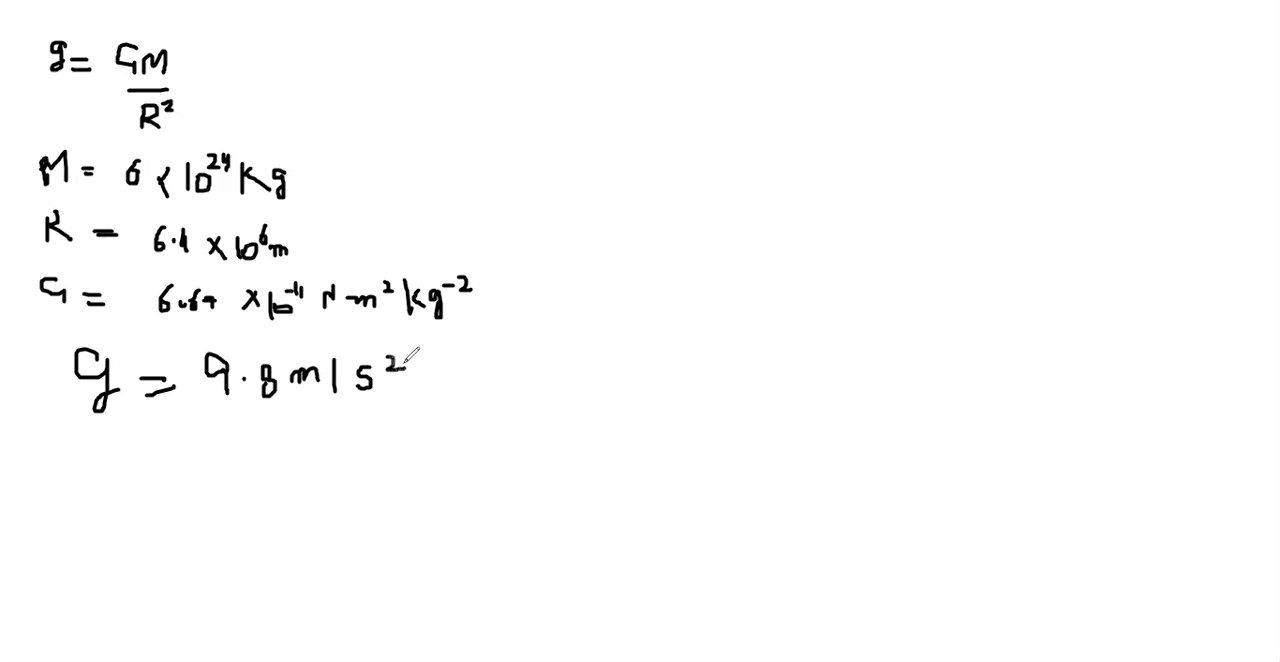 g = GM
R²
M = 6 × 10²⁴ Kg
R = 6.4 × 10⁶ m
G = 6.67 × 10⁻¹¹ N m² kg⁻²
g = 9.8 m/s²